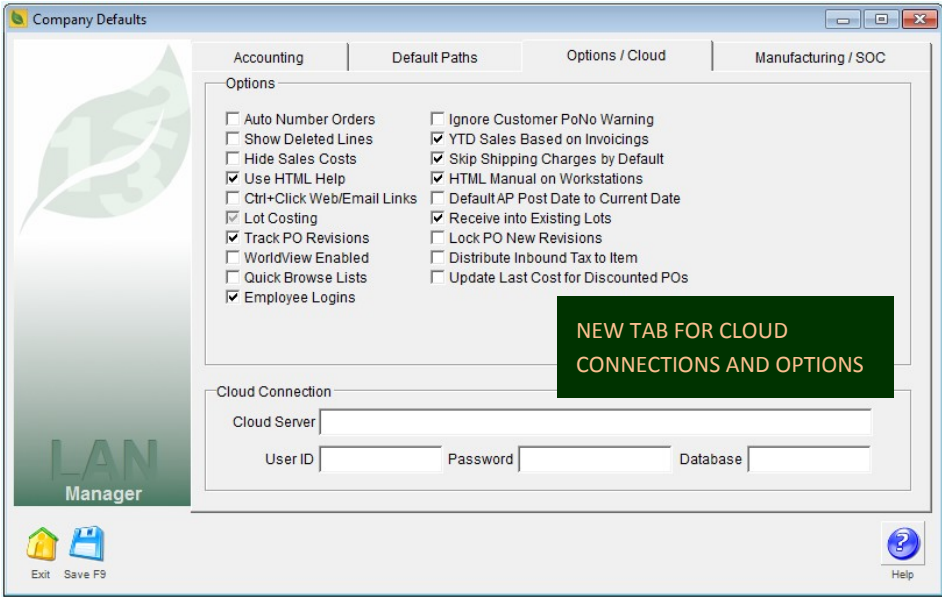 Company Defaults
Accounting
Default Paths
Options / Cloud
Manufacturing / SOC
Options
Auto Number Orders
Show Deleted Lines
Hide Sales Costs
Use HTML Help
Ctrl+Click Web/Email Links
Lot Costing
Track PO Revisions
WorldView Enabled
Quick Browse Lists
Employee Logins
Ignore Customer PoNo Warning
YTD Sales Based on Invoicings
Skip Shipping Charges by Default
HTML Manual on Workstations
Default AP Post Date to Current Date
Receive into Existing Lots
Lock PO New Revisions
Distribute Inbound Tax to Item
Update Last Cost for Discounted POs
NEW TAB FOR CLOUD
CONNECTIONS AND OPTIONS
Cloud Connection
Cloud Server
User ID
Password
Database
LAN
Manager
Exit
Save F9
Help